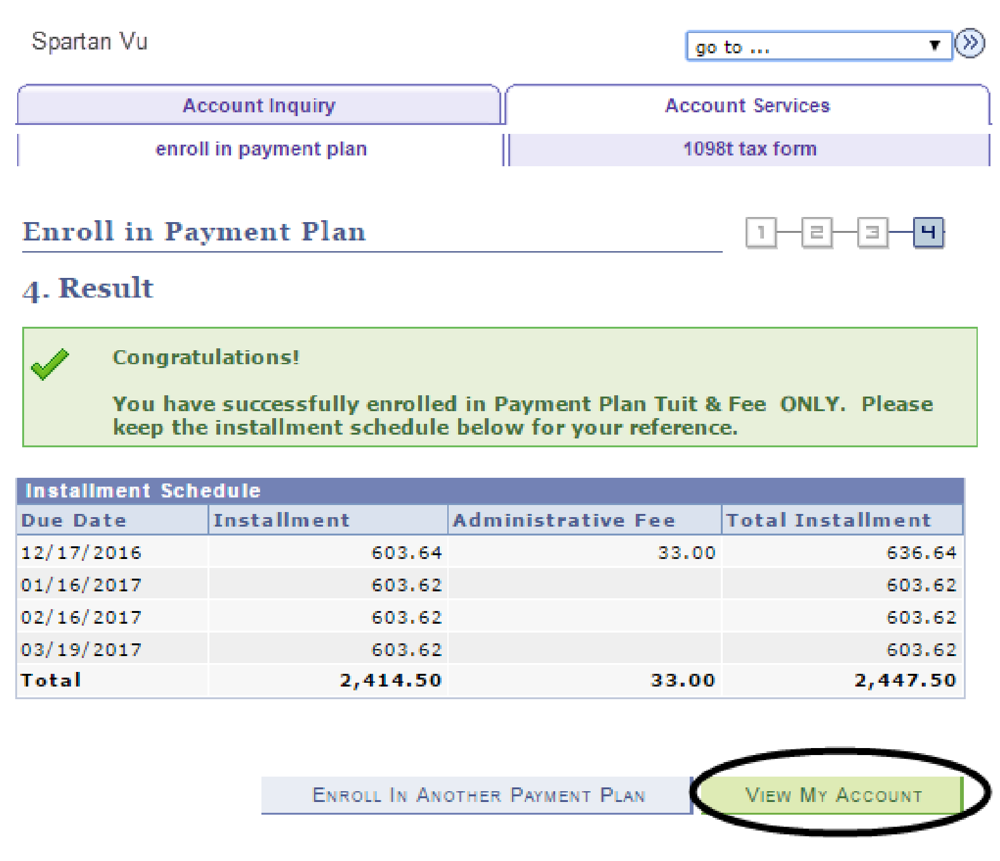 Spartan Vu
go to ...
Account Inquiry
Account Services
enroll in payment plan
1098t tax form
Enroll in Payment Plan
1 2 3 4
4. Result
Congratulations!
You have successfully enrolled in Payment Plan Tuit & Fee ONLY. Please
keep the installment schedule below for your reference.
Installment Schedule
Due Date Installment Administrative Fee Total Installment
12/17/2016 603.64 33.00 636.64
01/16/2017 603.62 603.62
02/16/2017 603.62 603.62
03/19/2017 603.62 603.62
Total 2,414.50 33.00 2,447.50
ENROLL IN ANOTHER PAYMENT PLAN
VIEW MY ACCOUNT